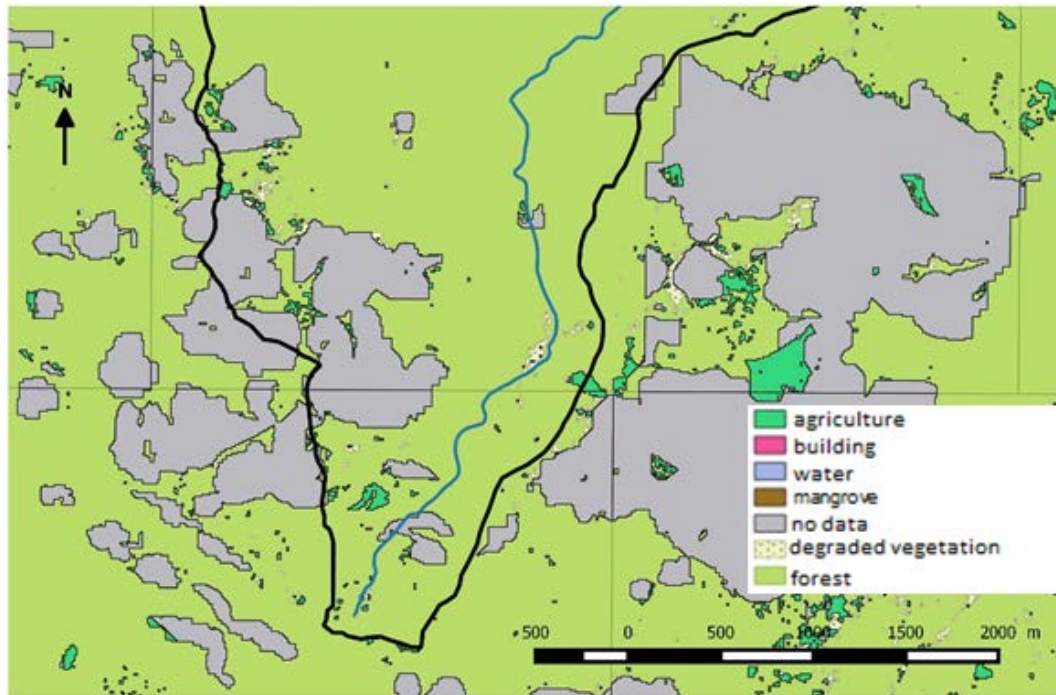 N
agriculture
building
water
mangrove
no data
degraded vegetation
forest
500 0 500 1000 1500 2000 m